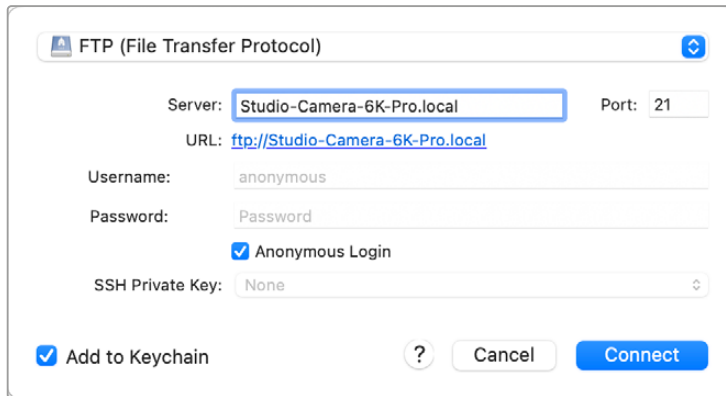 FTP (File Transfer Protocol)
Server: Studio-Camera-6K-Pro.local Port: 21
URL: ftp://Studio-Camera-6K-Pro.local
Username: anonymous
Password: Password
Anonymous Login
SSH Private Key: None
Add to Keychain ? Cancel Connect